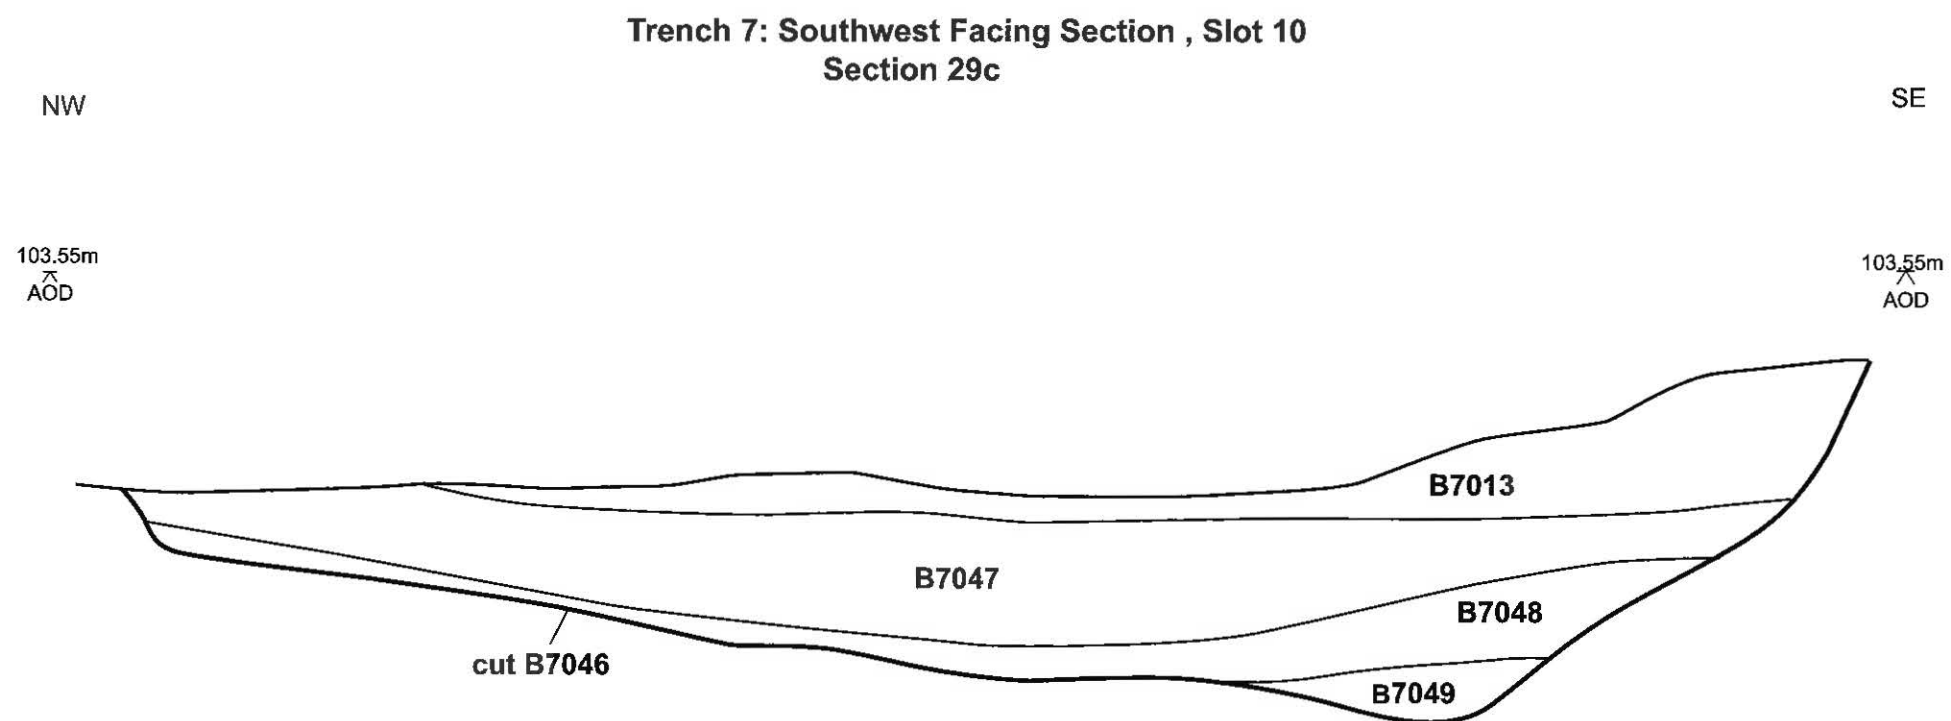 Trench 7: Southwest Facing Section , Slot 10
Section 29c
NW
SE
103.55m
AOD
103.55m
AOD
B7013
B7047
B7048
cut B7046
B7049